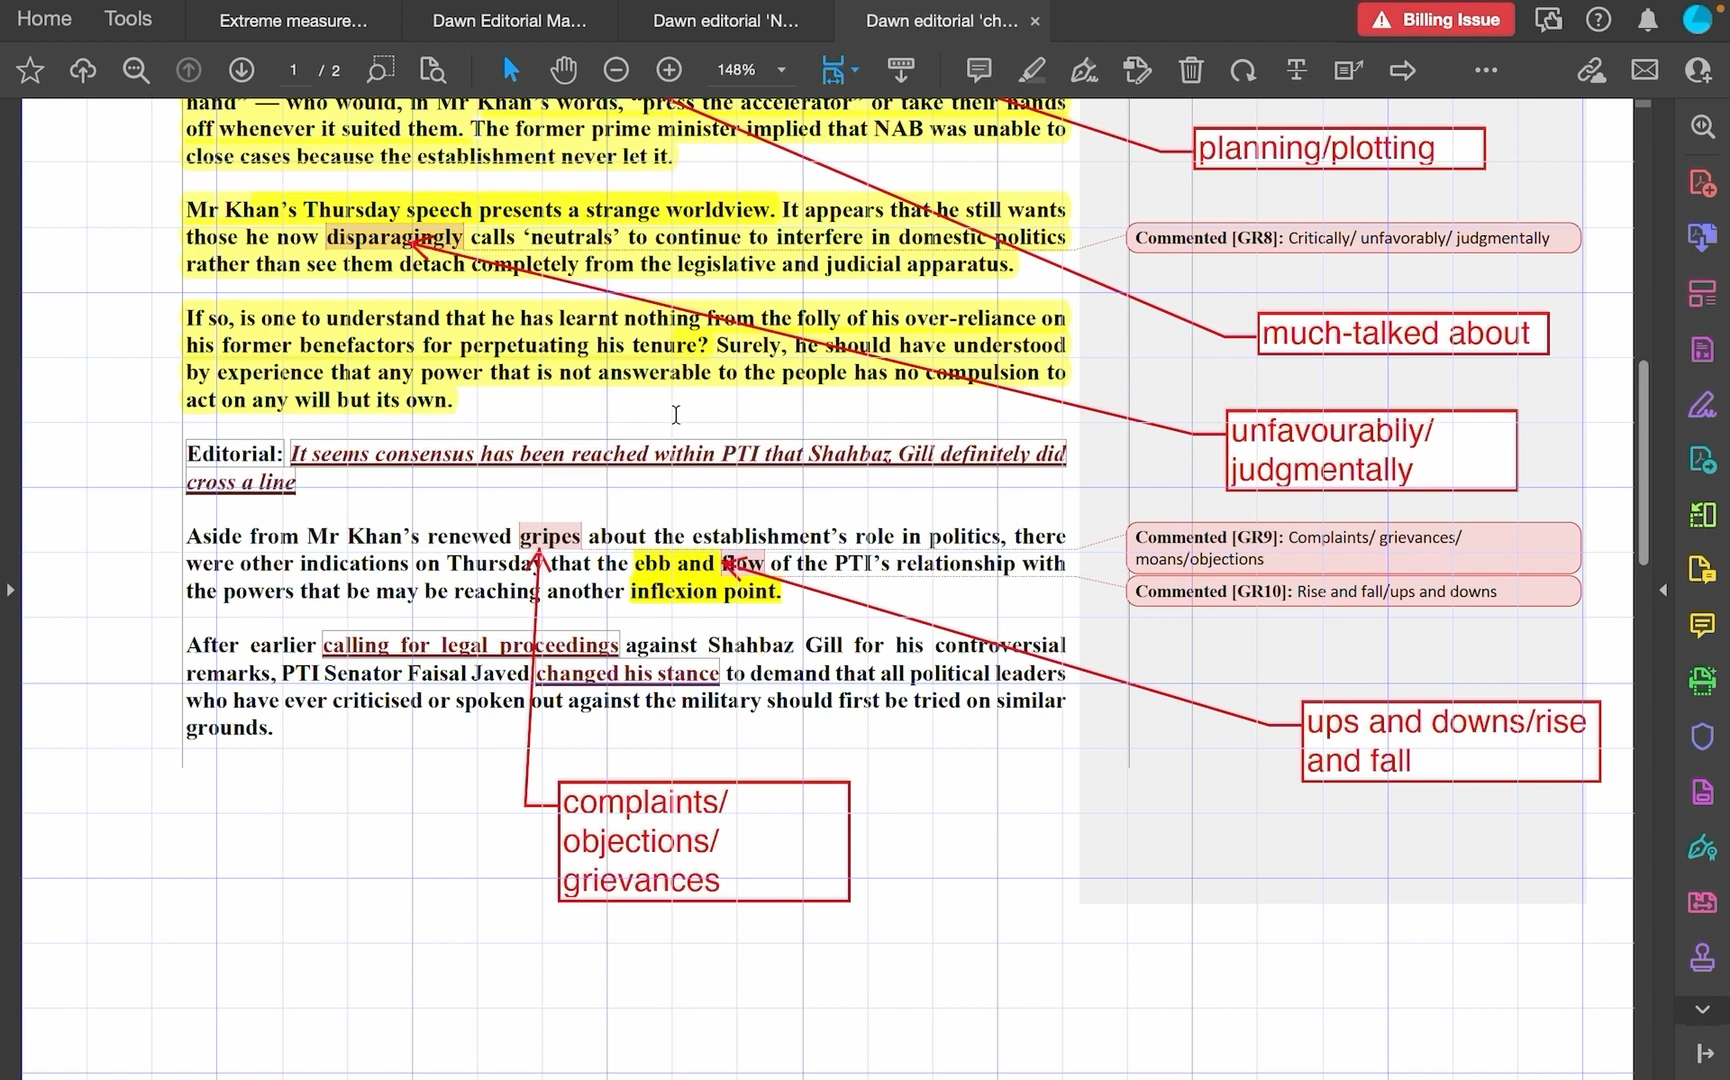 Home
Tools
Extreme measure...
Dawn Editorial Ma...
Dawn editorial 'N...
Dawn editorial 'ch...
Billing Issue
1 / 2
148%
hand” — who would, in Mr Khan’s words, “press the accelerator” or take their hands
off whenever it suited them. The former prime minister implied that NAB was unable to
close cases because the establishment never let it.
planning/plotting
Mr Khan’s Thursday speech presents a strange worldview. It appears that he still wants
those he now disparagingly calls ‘neutrals’ to continue to interfere in domestic politics
rather than see them detach completely from the legislative and judicial apparatus.
Commented [GR8]: Critically/ unfavorably/ judgmentally
If so, is one to understand that he has learnt nothing from the folly of his over-reliance on
his former benefactors for perpetuating his tenure? Surely, he should have understood
by experience that any power that is not answerable to the people has no compulsion to
act on any will but its own.
much-talked about
unfavourablly/
judgmentally
Editorial: It seems consensus has been reached within PTI that Shahbaz Gill definitely did
cross a line
Aside from Mr Khan’s renewed gripes about the establishment’s role in politics, there
were other indications on Thursday that the ebb and flow of the PTI’s relationship with
the powers that be may be reaching another inflexion point.
Commented [GR9]: Complaints/ grievances/
moans/objections
Commented [GR10]: Rise and fall/ups and downs
After earlier calling for legal proceedings against Shahbaz Gill for his controversial
remarks, PTI Senator Faisal Javed changed his stance to demand that all political leaders
who have ever criticised or spoken out against the military should first be tried on similar
grounds.
ups and downs/rise
and fall
complaints/
objections/
grievances